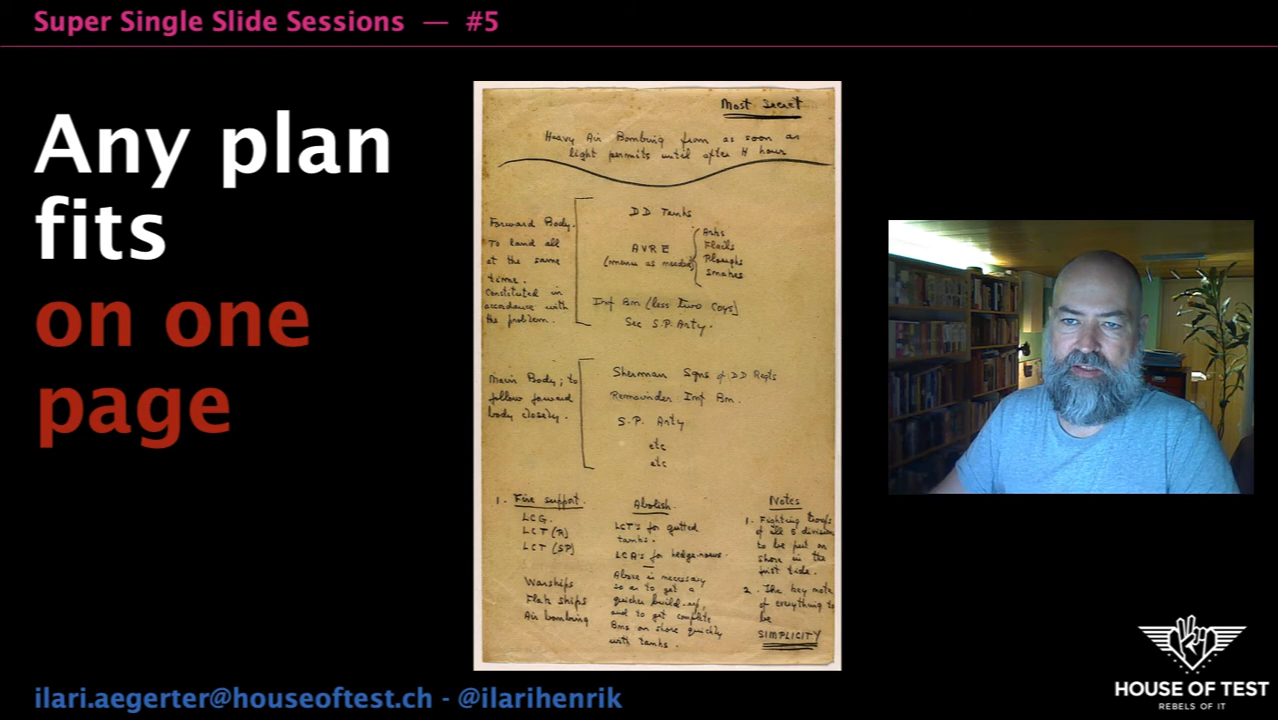 Super Single Slide Sessions — #5
Any plan
fits
on one
page
Most Secret
Heavy Air Bombing from as soon as
light permits until after H hour
Forward Body.
To land all
at the same
time.
Constituted in
accordance with
the problem.
DD Tanks
AVRE
(menu as needed)
Arks
Flails
Ploughs
Snakes
Inf Bn (less Two Coys)
Sec S.P. Arty.
Main Body; to
follow forward
body closely.
Sherman Sqns of DD Regts
Remainder Inf Bn.
S.P. Arty
etc
etc
1. Fire support.
LCG.
LCT (R)
LCT (SP)
Warships
Flak ships
Air bombing
Abolish.
LCT's for gutted
tanks.
LCA's for hedge-rows.
Above is necessary
so as to get a
quicker build-up,
and to get complete
Bns on shore quickly
with tanks.
Notes
1. Fighting troops
of all 5 divisions
to be put on
shore in the
first tide.
2. The key note
of everything to
be
SIMPLICITY
ilari.aegerter@houseoftest.ch - @ilarihenrik
HOUSE OF TEST
REBELS OF IT